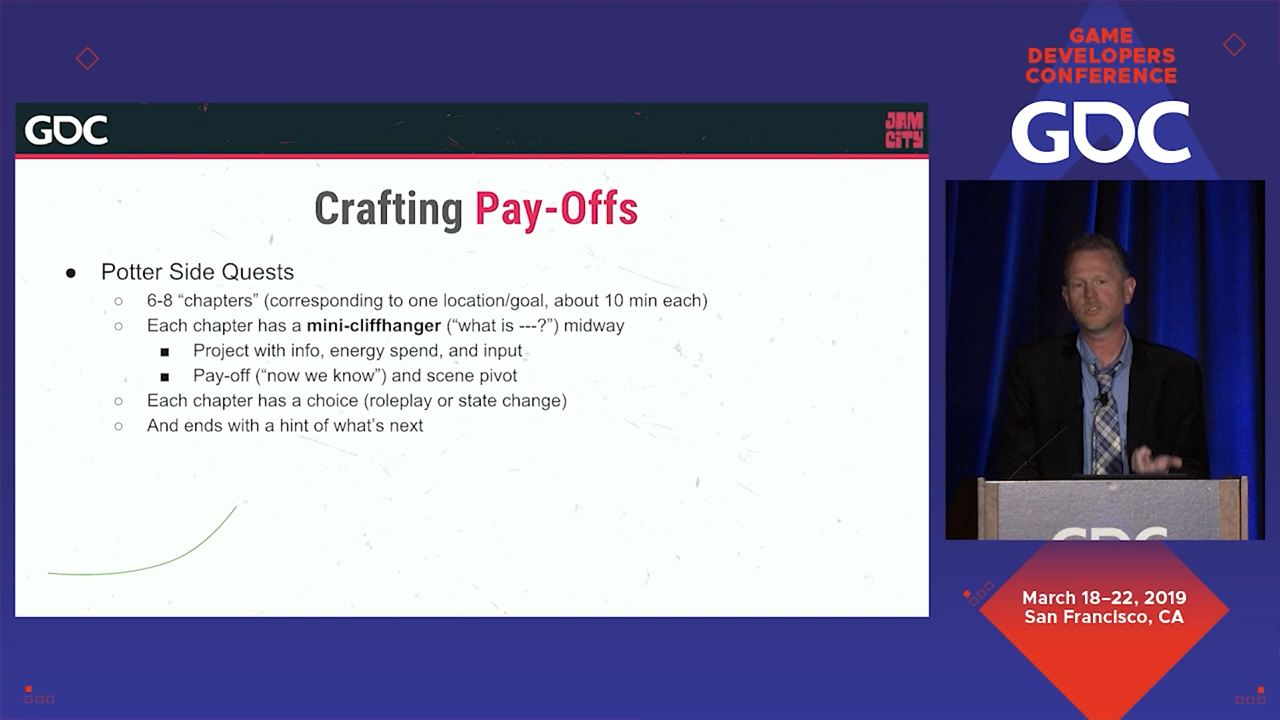 GAME
DEVELOPERS
CONFERENCE
GDC
GDC
JAM
CITY
Crafting Pay-Offs
● Potter Side Quests
○ 6-8 “chapters” (corresponding to one location/goal, about 10 min each)
○ Each chapter has a mini-cliffhanger (“what is ---?”) midway
■ Project with info, energy spend, and input
■ Pay-off (“now we know”) and scene pivot
○ Each chapter has a choice (roleplay or state change)
○ And ends with a hint of what’s next
GDC
March 18–22, 2019
San Francisco, CA